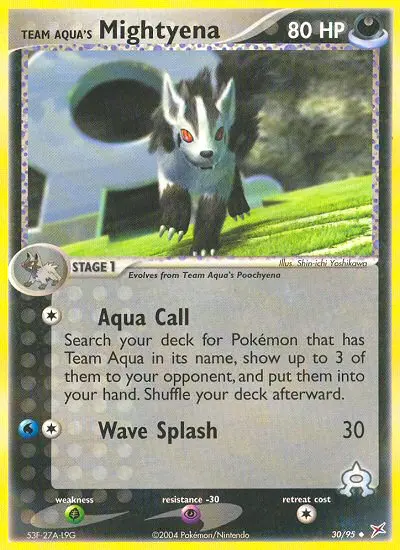 TEAM AQUA'S Mightyena 80 HP
Illus. Shin-ichi Yoshikawa
STAGE 1
Evolves from Team Aqua's Poochyena
Aqua Call
Search your deck for Pokémon that has
Team Aqua in its name, show up to 3 of
them to your opponent, and put them into
your hand. Shuffle your deck afterward.
Wave Splash 30
weakness resistance -30 retreat cost
53F 27A-19G ©2004 Pokémon/Nintendo 30/95